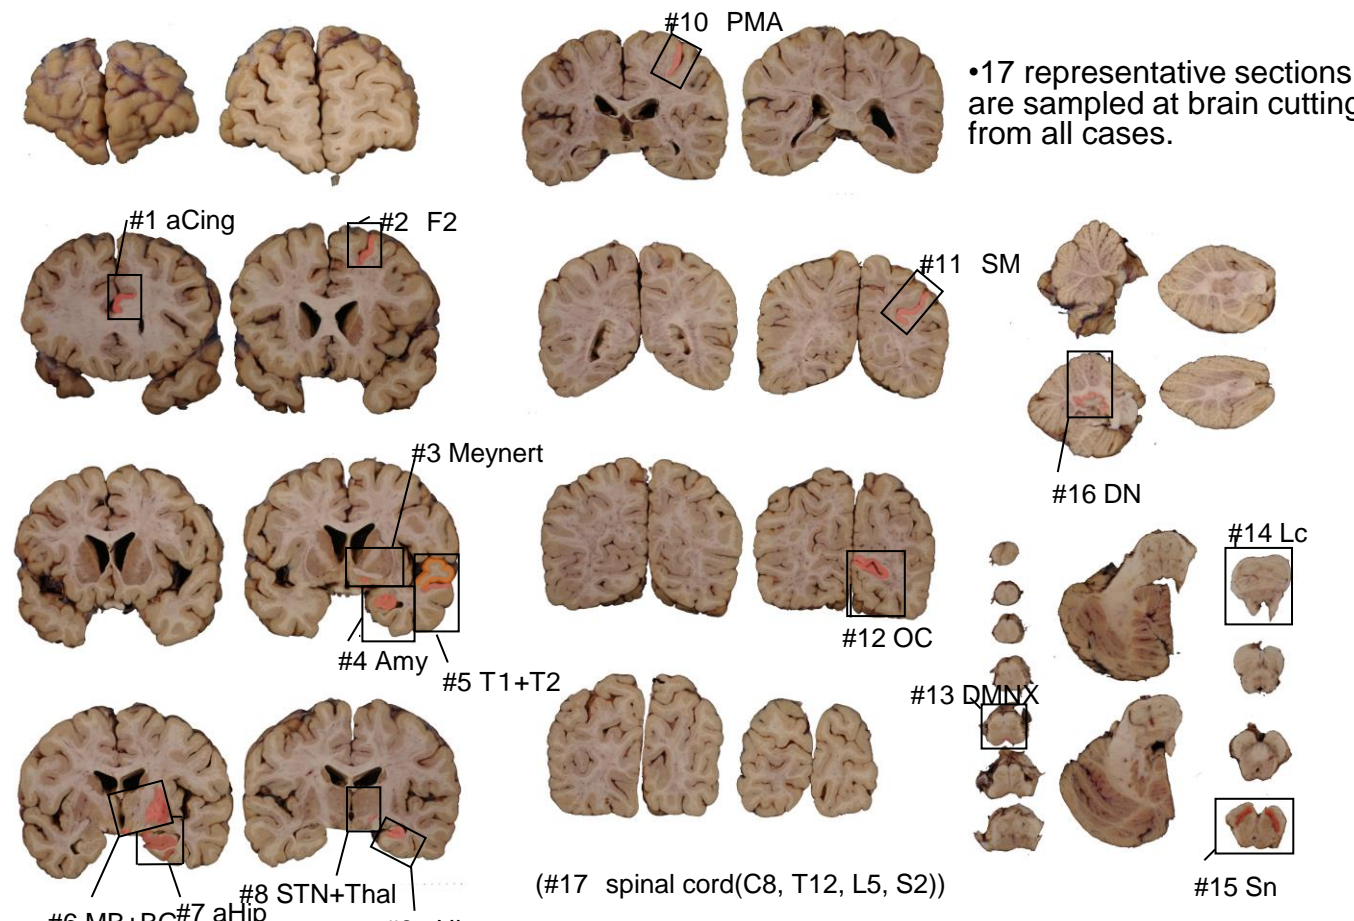 #10 PMA
•17 representative sections
are sampled at brain cutting
from all cases.
#1 aCing
#2 F2
#11 SM
#3 Meynert
#16 DN
#14 Lc
#12 OC
#4 Amy
#5 T1+T2
#13 DMNX
#8 STN+Thal
(#17 spinal cord(C8, T12, L5, S2))
#15 Sn
#7 aHip